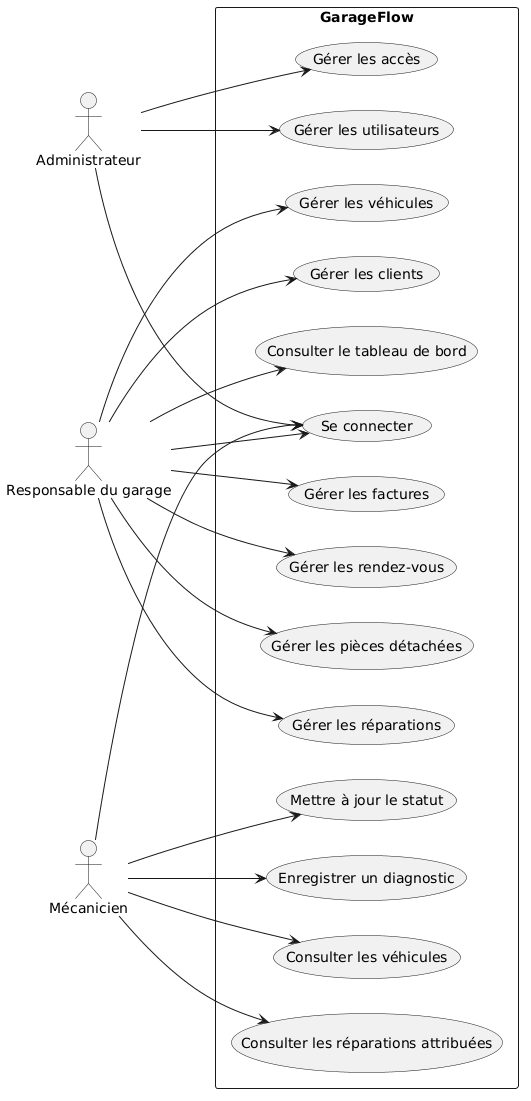 GarageFlow
Gérer les accès
Gérer les utilisateurs
Administrateur
Gérer les véhicules
Gérer les clients
Consulter le tableau de bord
Se connecter
Responsable du garage
Gérer les factures
Gérer les rendez-vous
Gérer les pièces détachées
Gérer les réparations
Mettre à jour le statut
Enregistrer un diagnostic
Mécanicien
Consulter les véhicules
Consulter les réparations attribuées